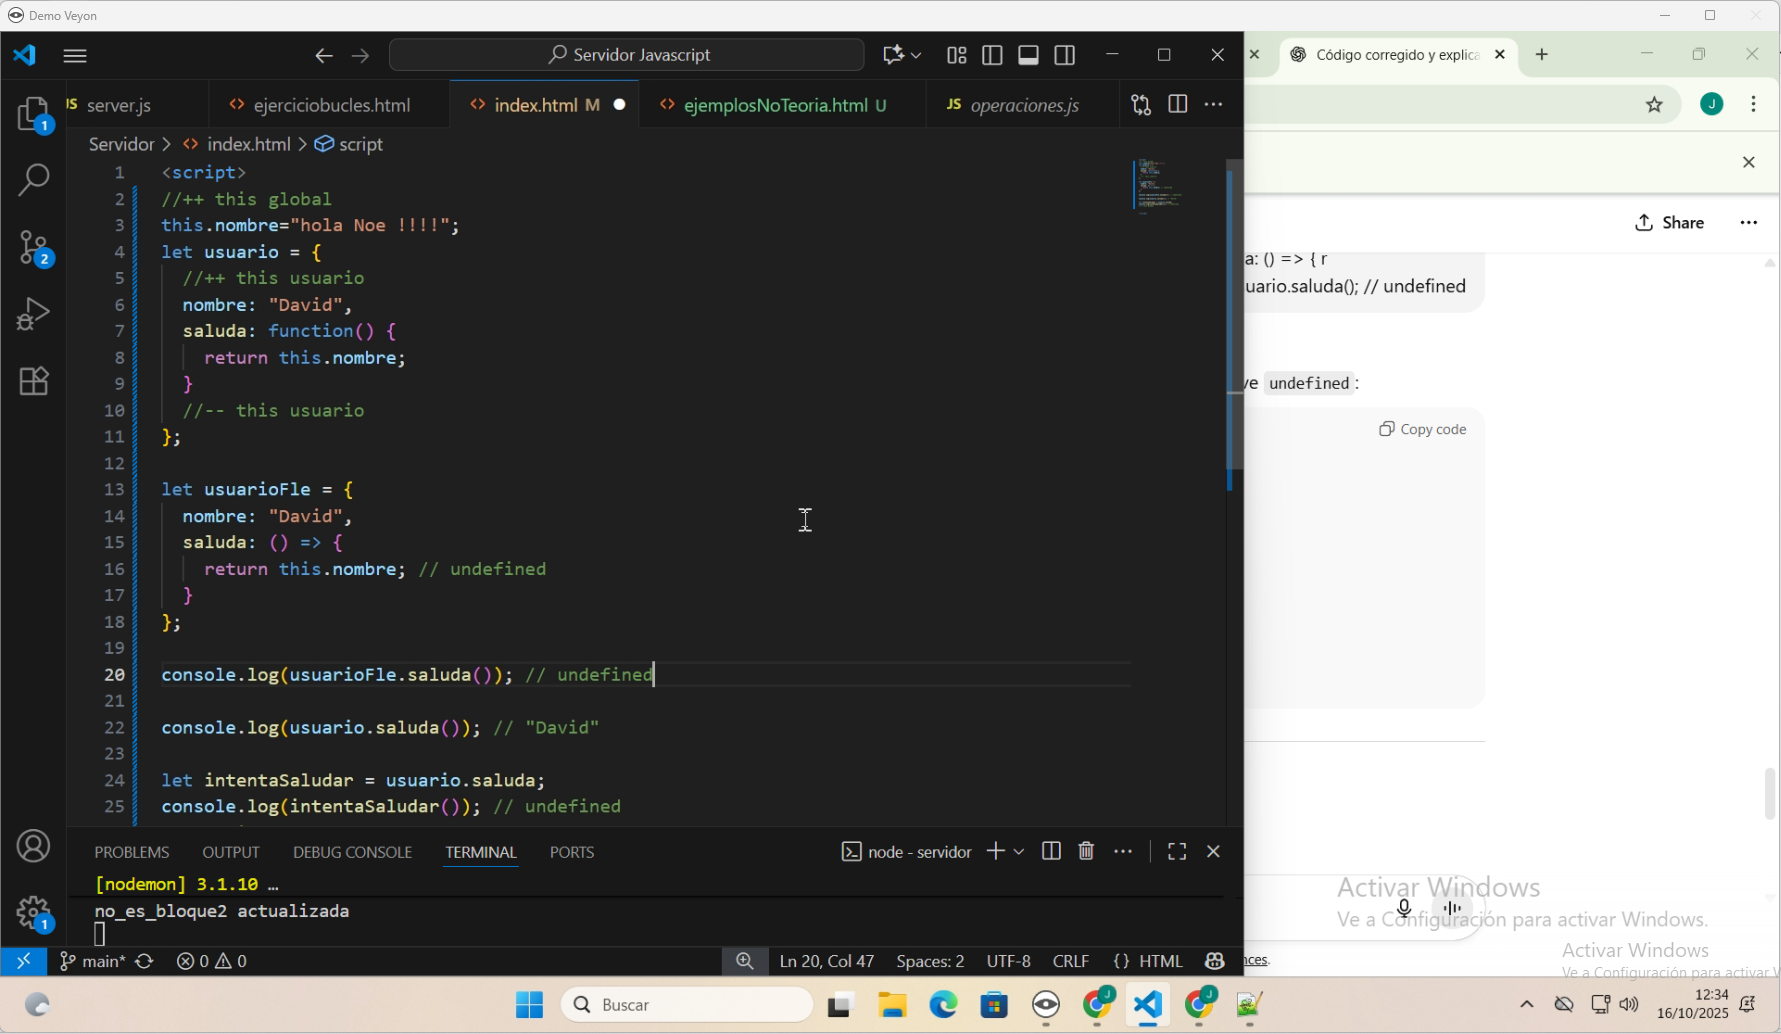 Demo Veyon
Servidor Javascript
Código corregido y explica
JS server.js
ejerciciobucles.html
index.html M
ejemplosNoTeoria.html U
JS operaciones.js
J
Servidor > index.html > script
1 <script>
2 //++ this global
3 this.nombre="hola Noe !!!!";
4 let usuario = {
5 //++ this usuario
6 nombre: "David",
7 saluda: function() {
8 return this.nombre;
9 }
10 //-- this usuario
11 };
12
13 let usuarioFle = {
14 nombre: "David",
15 saluda: () => {
16 return this.nombre; // undefined
17 }
18 };
19
20 console.log(usuarioFle.saluda()); // undefined
21
22 console.log(usuario.saluda()); // "David"
23
24 let intentaSaludar = usuario.saluda;
25 console.log(intentaSaludar()); // undefined
1
2
1
Share
a: () => { r
uario.saluda(); // undefined
ve undefined:
Copy code
PROBLEMS OUTPUT DEBUG CONSOLE TERMINAL PORTS
node - servidor
[nodemon] 3.1.10 …
no_es_bloque2 actualizada
main* 0 0
Ln 20, Col 47 Spaces: 2 UTF-8 CRLF {} HTML
nces.
Activar Windows
Ve a Configuración para activar Windows.
Activar Windows
Ve a Configuración para activar W
Buscar
J
J
12:34
16/10/2025